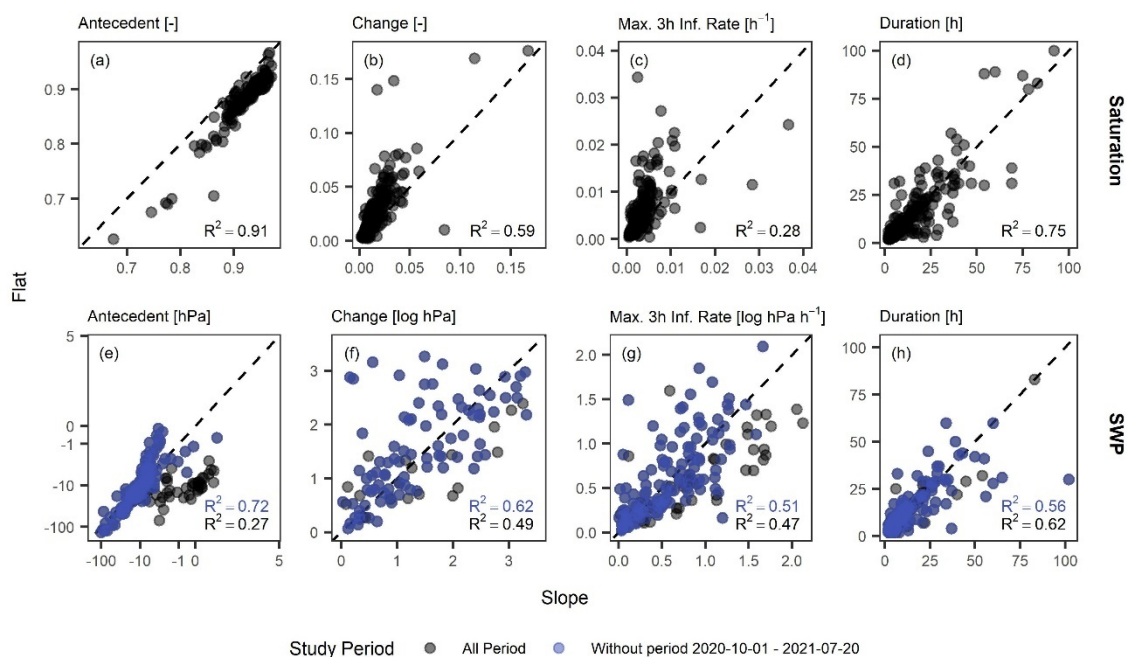 Antecedent [-]
Change [-]
Max. 3h Inf. Rate [h⁻¹]
Duration [h]
(a)
0.9
0.8
0.7
R² = 0.91
0.7 0.8 0.9
(b)
0.15
0.10
0.05
0.00
R² = 0.59
0.00 0.05 0.10 0.15
(c)
0.04
0.03
0.02
0.01
0.00
R² = 0.28
0.00 0.01 0.02 0.03 0.04
(d)
100
75
50
25
0
R² = 0.75
0 25 50 75 100
Saturation
Flat
Antecedent [hPa]
Change [log hPa]
Max. 3h Inf. Rate [log hPa h⁻¹]
Duration [h]
(e)
5
0
-1
-10
-100
R² = 0.72
R² = 0.27
-100 -10 -1 0 5
(f)
3
2
1
0
R² = 0.62
R² = 0.49
0 1 2 3
(g)
2.0
1.5
1.0
0.5
0.0
R² = 0.51
R² = 0.47
0.0 0.5 1.0 1.5 2.0
(h)
100
75
50
25
0
R² = 0.56
R² = 0.62
0 25 50 75 100
SWP
Slope
Study Period All Period Without period 2020-10-01 - 2021-07-20